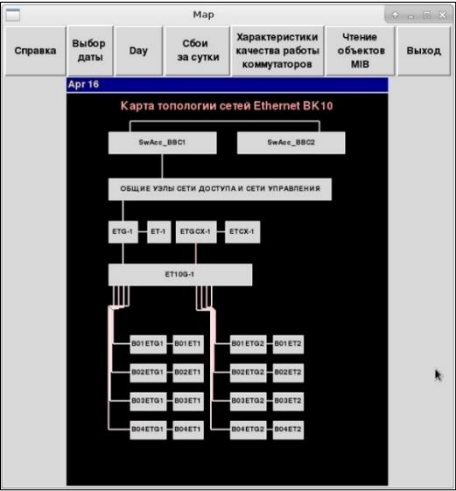 Map
Справка
Выбор
даты
Day
Сбои
за сутки
Характеристики
качества работы
коммутаторов
Чтение
объектов
MIB
Выход
Apr 16
Карта топологии сетей Ethernet ВК10
SwAcc_BBC1 SwAcc_BBC2
ОБЩИЕ УЗЛЫ СЕТИ ДОСТУПА И СЕТИ УПРАВЛЕНИЯ
ETG-1 ET-1 ETGCX-1 ETCX-1
ET10G-1
B01ETG1 B01ET1 B01ETG2 B01ET2
B02ETG1 B02ET1 B02ETG2 B02ET2
B03ETG1 B03ET1 B03ETG2 B03ET2
B04ETG1 B04ET1 B04ETG2 B04ET2